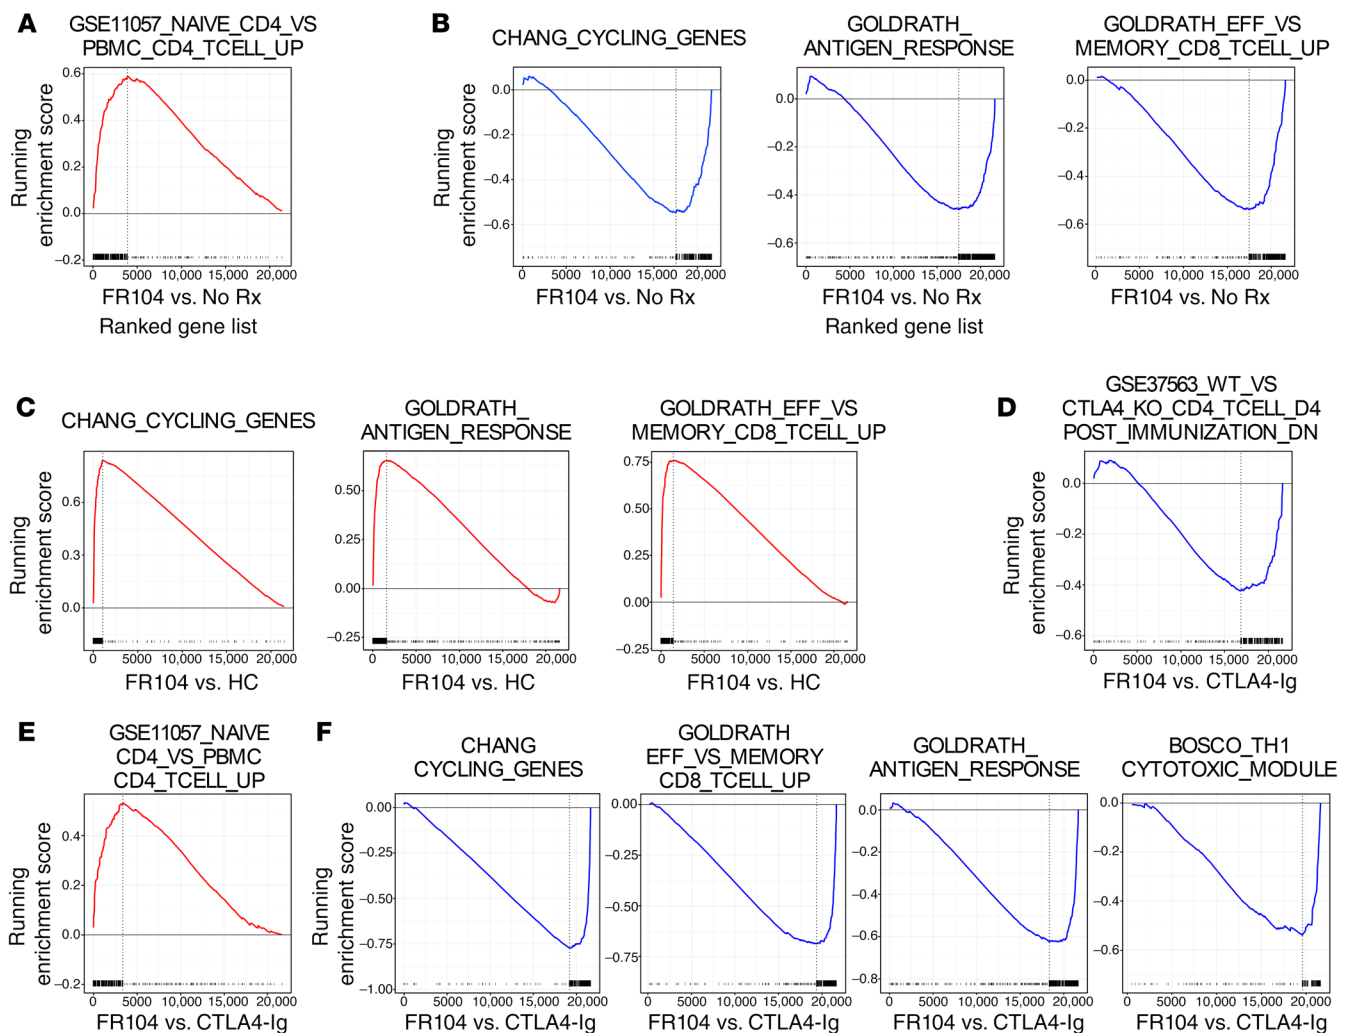 A
GSE11057_NAIVE_CD4_VS
PBMC_CD4_TCELL_UP
Running
enrichment score
0.6
0.4
0.2
0.0
−0.2
0 5000 10,000 15,000 20,000
FR104 vs. No Rx
Ranked gene list
B
CHANG_CYCLING_GENES
Running
enrichment score
0.0
−0.2
−0.4
−0.6
0 5000 10,000 15,000 20,000
FR104 vs. No Rx
GOLDRATH_
ANTIGEN_RESPONSE
0.0
−0.2
−0.4
−0.6
0 5000 10,000 15,000 20,000
FR104 vs. No Rx
Ranked gene list
GOLDRATH_EFF_VS
MEMORY_CD8_TCELL_UP
0.0
−0.2
−0.4
−0.6
0 5000 10,000 15,000 20,000
FR104 vs. No Rx
C
CHANG_CYCLING_GENES
Running
enrichment score
0.6
0.3
0.0
0 5000 10,000 15,000 20,000
FR104 vs. HC
GOLDRATH_
ANTIGEN_RESPONSE
0.50
0.25
0.00
−0.25
0 5000 10,000 15,000 20,000
FR104 vs. HC
GOLDRATH_EFF_VS
MEMORY_CD8_TCELL_UP
0.75
0.50
0.25
0.00
−0.25
0 5000 10,000 15,000 20,000
FR104 vs. HC
D
GSE37563_WT_VS
CTLA4_KO_CD4_TCELL_D4
POST_IMMUNIZATION_DN
Running
enrichment score
0.0
−0.2
−0.4
−0.6
0 5000 10,000 15,000 20,000
FR104 vs. CTLA4-Ig
E
GSE11057_NAIVE
CD4_VS_PBMC
CD4_TCELL_UP
Running
enrichment score
0.4
0.2
0.0
−0.2
0 5000 10,000 15,000 20,000
FR104 vs. CTLA4-Ig
F
CHANG
CYCLING_GENES
Running
enrichment score
0.00
−0.25
−0.50
−0.75
−1.00
0 5000 10,000 15,000 20,000
FR104 vs. CTLA4-Ig
GOLDRATH
EFF_VS_MEMORY
CD8_TCELL_UP
0.00
−0.25
−0.50
−0.75
0 5000 10,000 15,000 20,000
FR104 vs. CTLA4-Ig
GOLDRATH_
ANTIGEN_RESPONSE
0.0
−0.2
−0.4
−0.6
−0.8
0 5000 10,000 15,000 20,000
FR104 vs. CTLA4-Ig
BOSCO_TH1
CYTOTOXIC_MODULE
0.0
−0.2
−0.4
−0.6
0 5000 10,000 15,000 20,000
FR104 vs. CTLA4-Ig